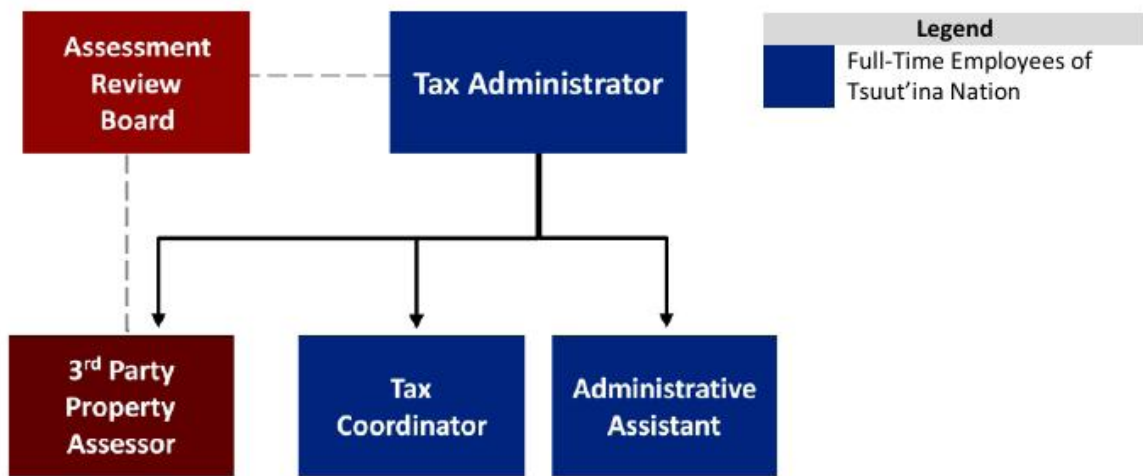 Assessment
Review
Board
Tax Administrator
Legend
Full-Time Employees of
Tsuut'ina Nation
3rd Party
Property
Assessor
Tax
Coordinator
Administrative
Assistant